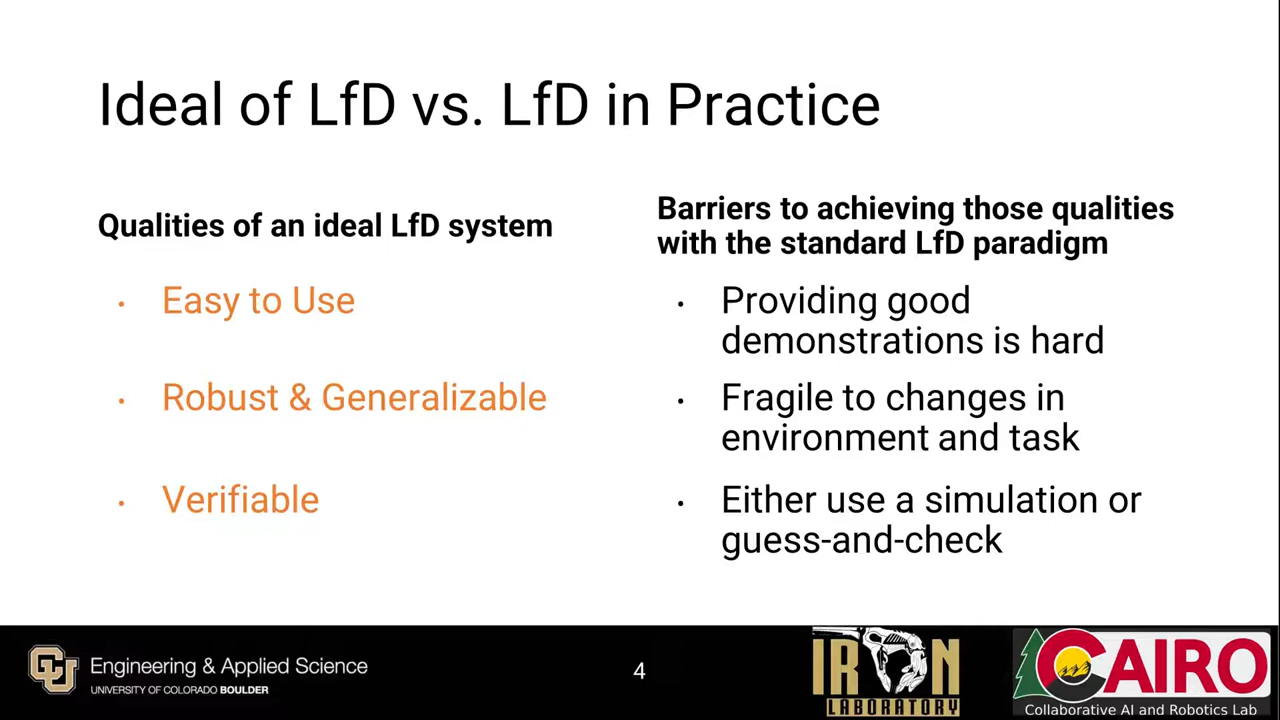 Ideal of LfD vs. LfD in Practice
Qualities of an ideal LfD system
• Easy to Use
• Robust & Generalizable
• Verifiable
Barriers to achieving those qualities
with the standard LfD paradigm
• Providing good
demonstrations is hard
• Fragile to changes in
environment and task
• Either use a simulation or
guess-and-check
CU
Engineering & Applied Science
UNIVERSITY OF COLORADO BOULDER
4
IRON
LABORATORY
CAIRO
Collaborative AI and Robotics Lab